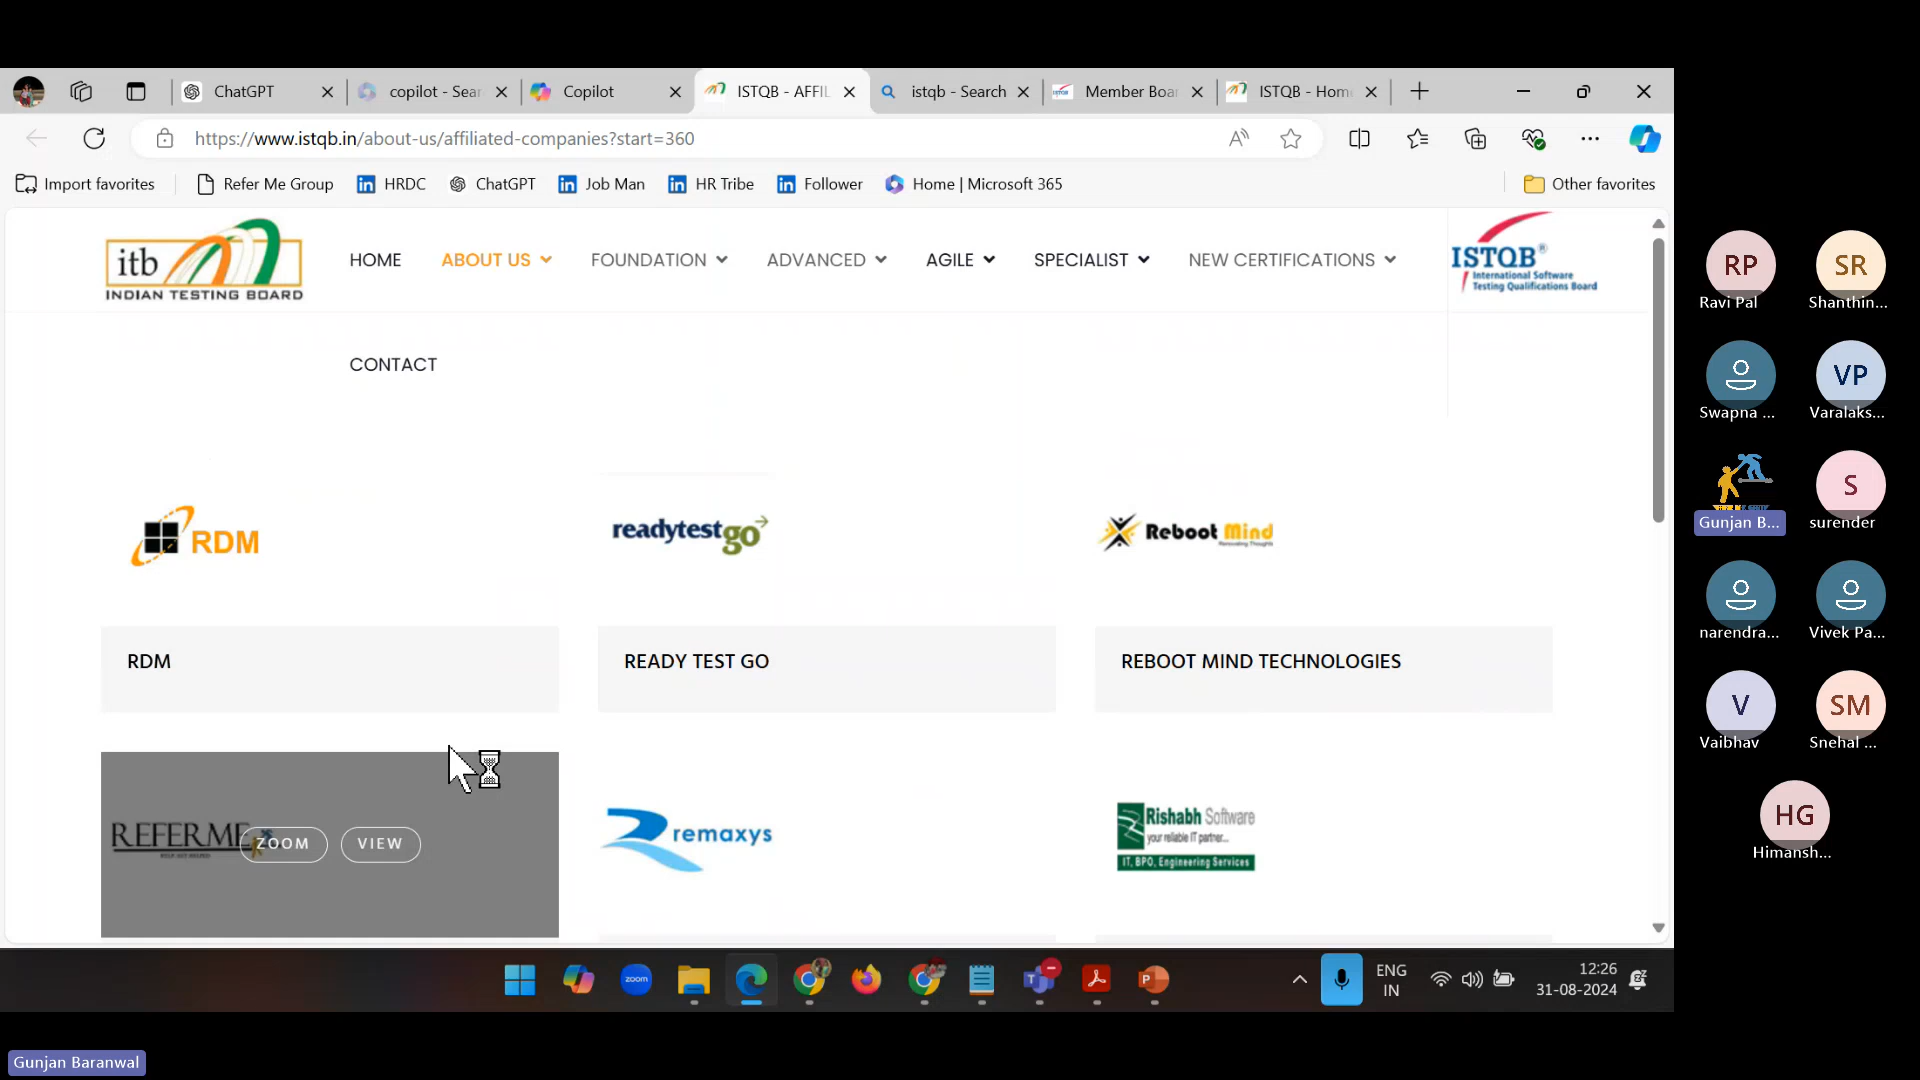 ChatGPT
copilot - Sear
Copilot
ISTQB - AFFIL
istqb - Search
Member Boar
ISTQB - Home
https://www.istqb.in/about-us/affiliated-companies?start=360
Import favorites
Refer Me Group
HRDC
ChatGPT
Job Man
HR Tribe
Follower
Home | Microsoft 365
Other favorites
itb
INDIAN TESTING BOARD
HOME
ABOUT US
FOUNDATION
ADVANCED
AGILE
SPECIALIST
NEW CERTIFICATIONS
CONTACT
ISTQB®
International Software
Testing Qualifications Board
RDM
readytestgo
Reboot Mind
RDM
READY TEST GO
REBOOT MIND TECHNOLOGIES
REFER ME
ZOOM
VIEW
remaxys
Rishabh Software
your reliable IT partner...
IT, BPO, Engineering Services
RP
Ravi Pal
SR
Shanthin...
Swapna ...
VP
Varalaks...
Gunjan B...
S
surender
narendra...
Vivek Pa...
V
Vaibhav
SM
Snehal ...
HG
Himansh...
zoom
ENG
IN
12:26
31-08-2024
Gunjan Baranwal